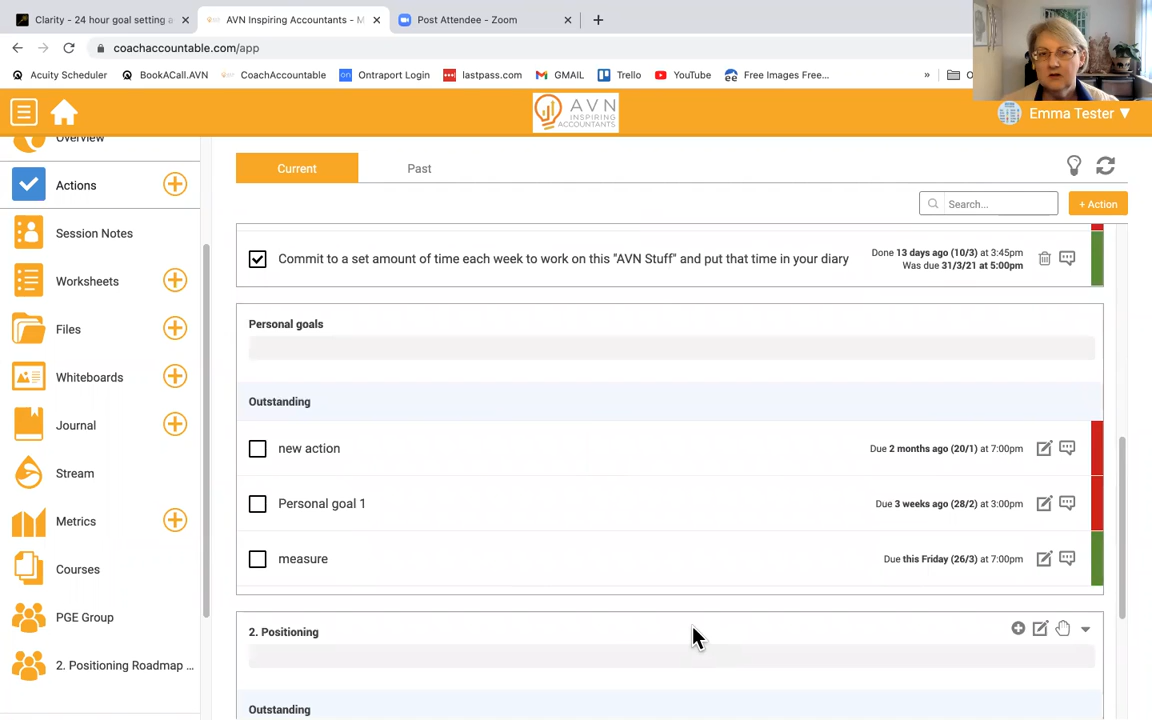 Clarity - 24 hour goal setting a
AVN Inspiring Accountants - M
Post Attendee - Zoom
coachaccountable.com/app
Acuity Scheduler
BookACall.AVN
CoachAccountable
Ontraport Login
lastpass.com
GMAIL
Trello
YouTube
Free Images Free...
»
AVN
INSPIRING
ACCOUNTANTS
Emma Tester ▼
Overview
Actions
Session Notes
Worksheets
Files
Whiteboards
Journal
Stream
Metrics
Courses
PGE Group
2. Positioning Roadmap ...
Current
Past
Search...
+ Action
Commit to a set amount of time each week to work on this "AVN Stuff" and put that time in your diary
Done 13 days ago (10/3) at 3:45pm
Was due 31/3/21 at 5:00pm
Personal goals
Outstanding
new action
Due 2 months ago (20/1) at 7:00pm
Personal goal 1
Due 3 weeks ago (28/2) at 3:00pm
measure
Due this Friday (26/3) at 7:00pm
2. Positioning
Outstanding